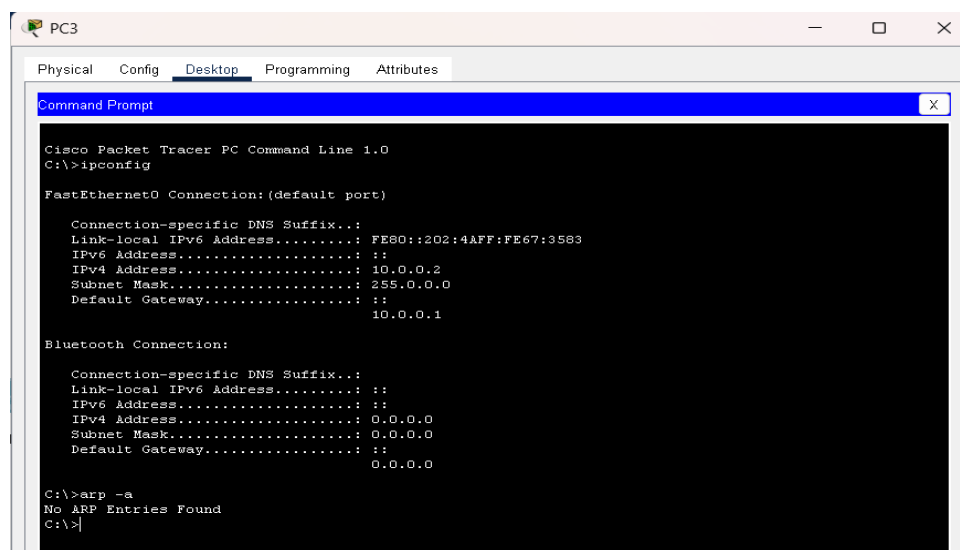 PC3
Physical Config Desktop Programming Attributes
Command Prompt
X
Cisco Packet Tracer PC Command Line 1.0
C:\>ipconfig
FastEthernet0 Connection:(default port)
Connection-specific DNS Suffix..:
Link-local IPv6 Address.........: FE80::202:4AFF:FE67:3583
IPv6 Address....................: ::
IPv4 Address....................: 10.0.0.2
Subnet Mask.....................: 255.0.0.0
Default Gateway.................: ::
10.0.0.1
Bluetooth Connection:
Connection-specific DNS Suffix..:
Link-local IPv6 Address.........: ::
IPv6 Address....................: ::
IPv4 Address....................: 0.0.0.0
Subnet Mask.....................: 0.0.0.0
Default Gateway.................: ::
0.0.0.0
C:\>arp -a
No ARP Entries Found
C:\>